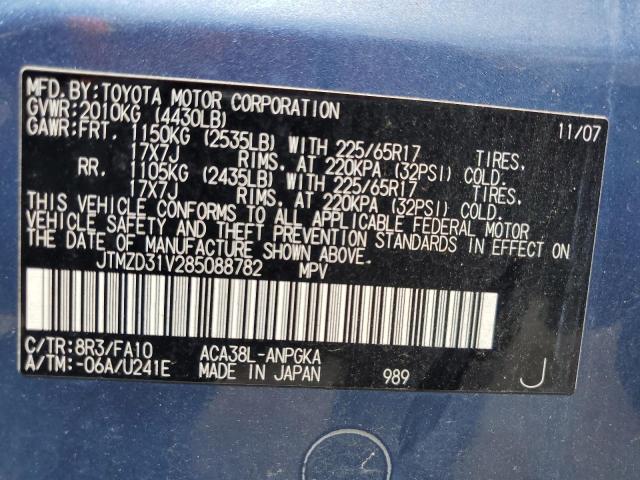 MFD. BY: TOYOTA MOTOR CORPORATION 11/07
GVWR: 2010KG (4430LB)
GAWR: FRT. 1150KG (2535LB) WITH 225/65R17 TIRES,
17X7J RIMS, AT 220KPA (32PSI) COLD.
RR. 1105KG (2435LB) WITH 225/65R17 TIRES,
17X7J RIMS, AT 220KPA (32PSI) COLD.
THIS VEHICLE CONFORMS TO ALL APPLICABLE FEDERAL MOTOR
VEHICLE SAFETY AND THEFT PREVENTION STANDARDS IN EFFECT ON
THE DATE OF MANUFACTURE SHOWN ABOVE.
JTMZD31V285088782 MPV
C/TR: 8R3/FA10 ACA38L-ANPGKA
A/TM: -06A/U241E MADE IN JAPAN 989 J